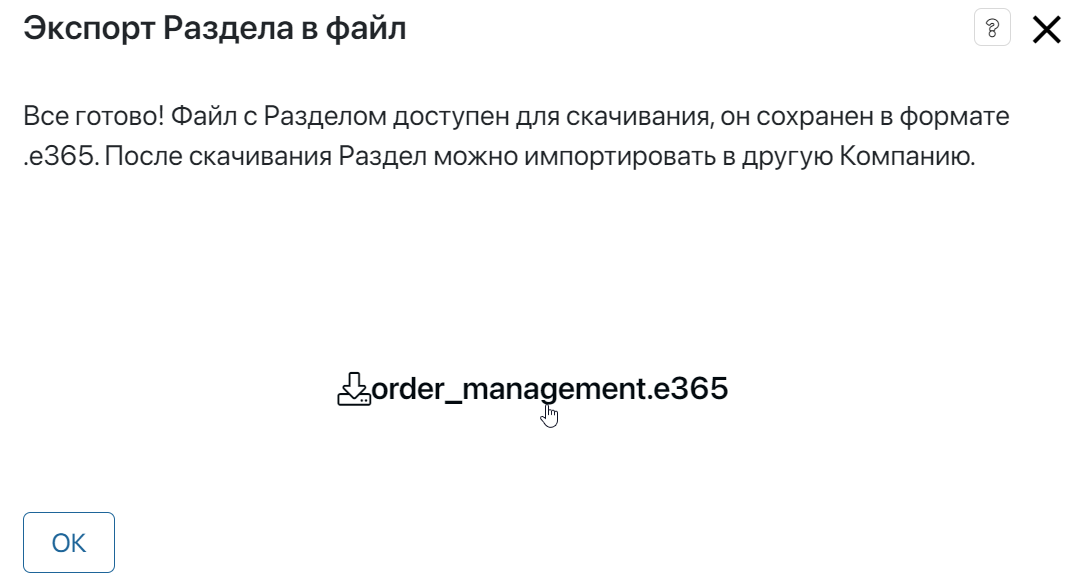 Экспорт Раздела в файл
?
Все готово! Файл с Разделом доступен для скачивания, он сохранен в формате
.e365. После скачивания Раздел можно импортировать в другую Компанию.
order_management.e365
ОК